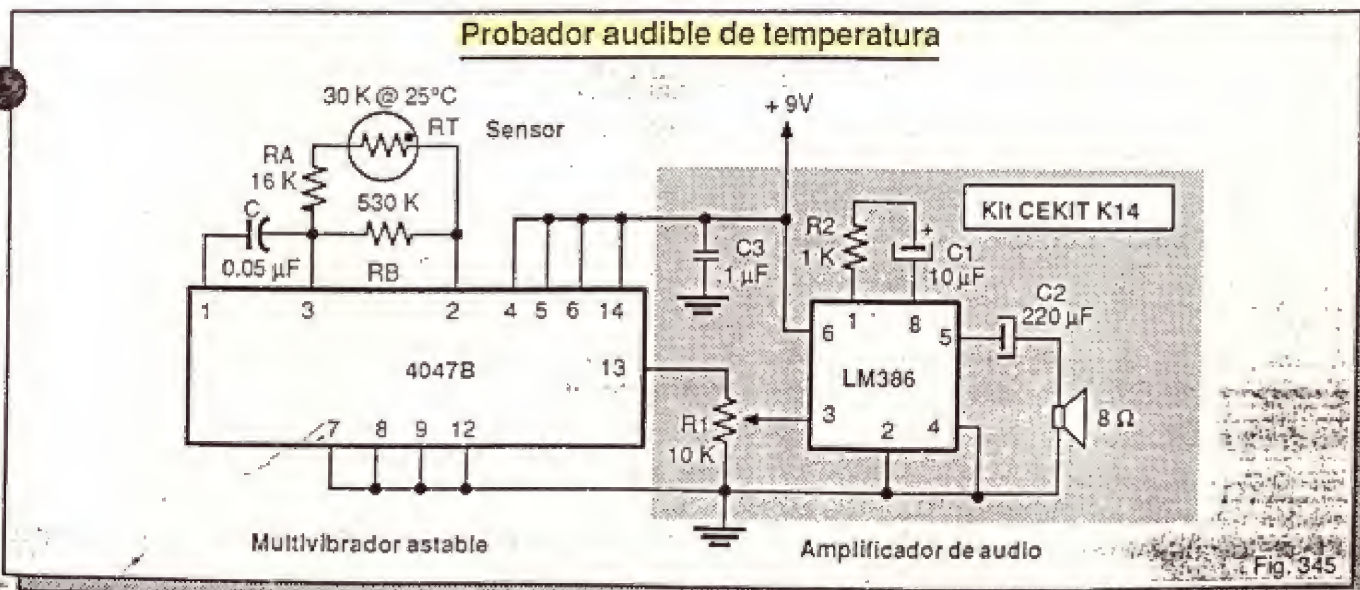 Probador audible de temperatura
30 K @ 25°C
RT
Sensor
+ 9V
RA
16 K
530 K
C
0.05 µF
RB
Kit CEKIT K14
R2
1 K
C1
10 µF
+
C3
.1 µF
C2
220 µF
1
3
2
4
5
6
14
4047B
13
7
8
9
12
R1
10 K
6
1
8
5
LM386
3
2
4
8 Ω
Multivibrador astable
Amplificador de audio
Fig. 345